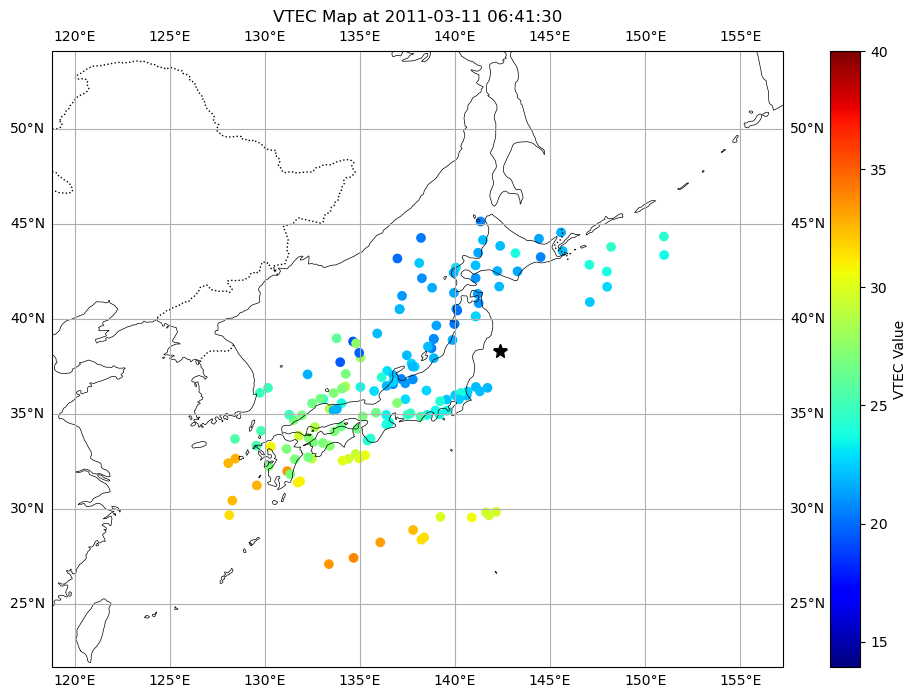 VTEC Map at 2011-03-11 06:41:30
120°E 125°E 130°E 135°E 140°E 145°E 150°E 155°E
40
50°N 50°N
35
45°N 45°N
40°N 40°N
30
VTEC Value
35°N 35°N
25
30°N 30°N
20
25°N 25°N
15
120°E 125°E 130°E 135°E 140°E 145°E 150°E 155°E